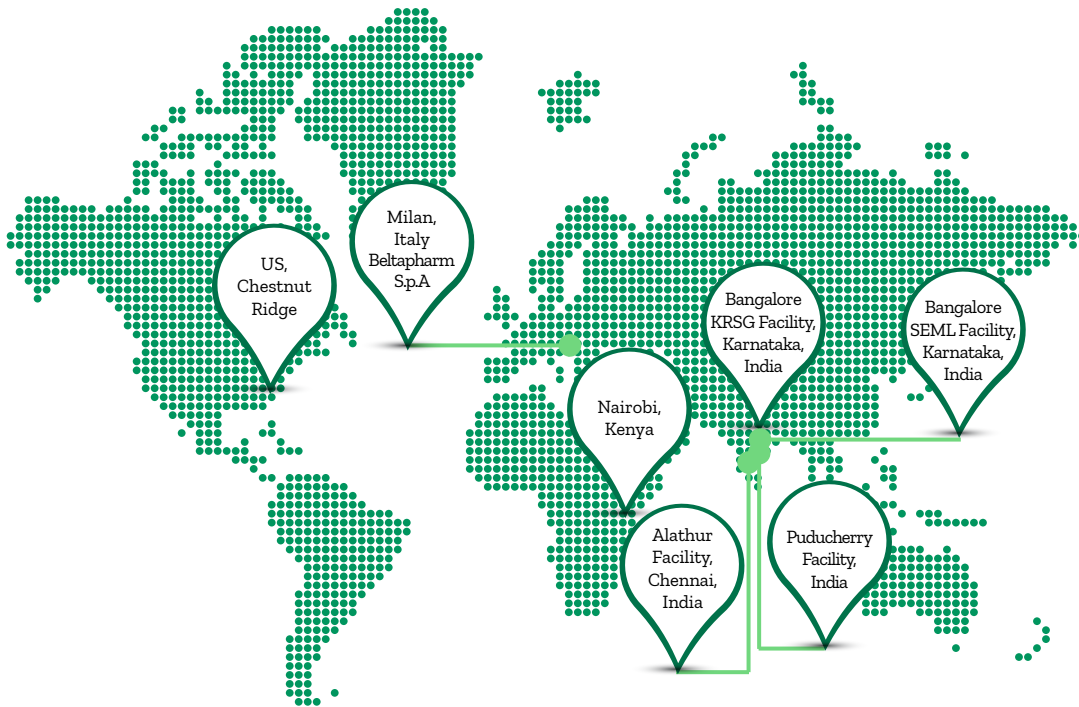 US,
Chestnut
Ridge
Milan,
Italy
Beltapharm
S.p.A
Nairobi,
Kenya
Bangalore
KRSG Facility,
Karnataka,
India
Bangalore
SEML Facility,
Karnataka,
India
Alathur
Facility,
Chennai,
India
Puducherry
Facility,
India